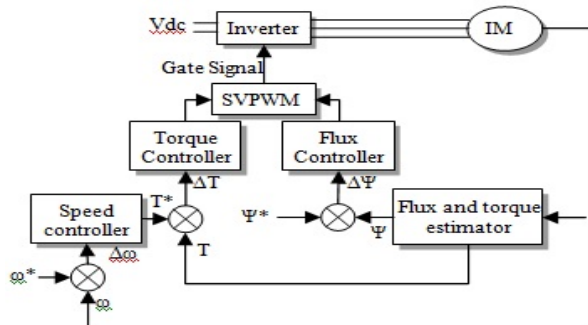 Vdc
Inverter
IM
Gate Signal
SVPWM
Torque
Controller
Flux
Controller
ΔT
ΔΨ
T*
Speed
controller
Ψ*
Ψ
Flux and torque
estimator
Δω
T
ω*
ω